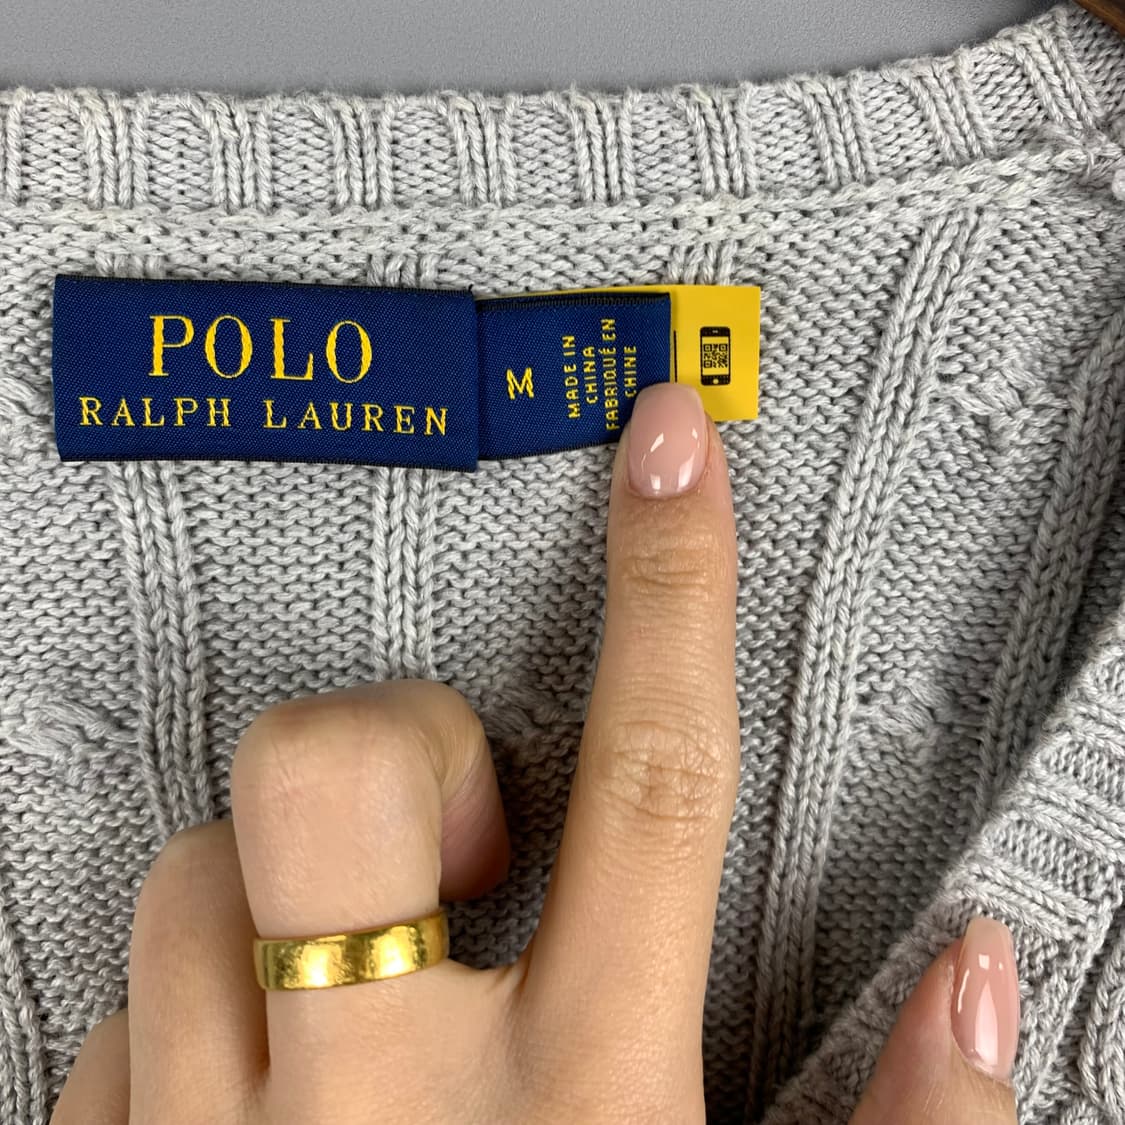 POLO
RALPH LAUREN
M
MADE IN
CHINA
FABRIQUÉ EN
CHINE